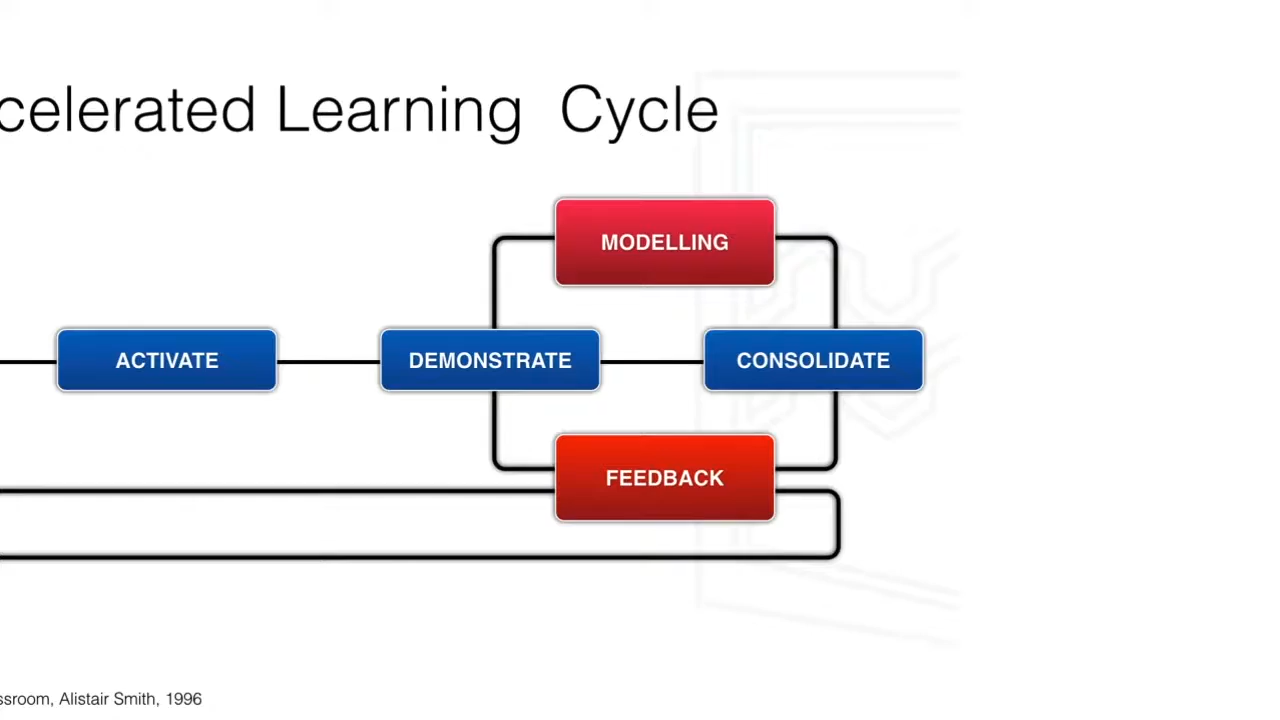 celerated Learning Cycle
MODELLING
ACTIVATE
DEMONSTRATE
CONSOLIDATE
FEEDBACK
ssroom, Alistair Smith, 1996